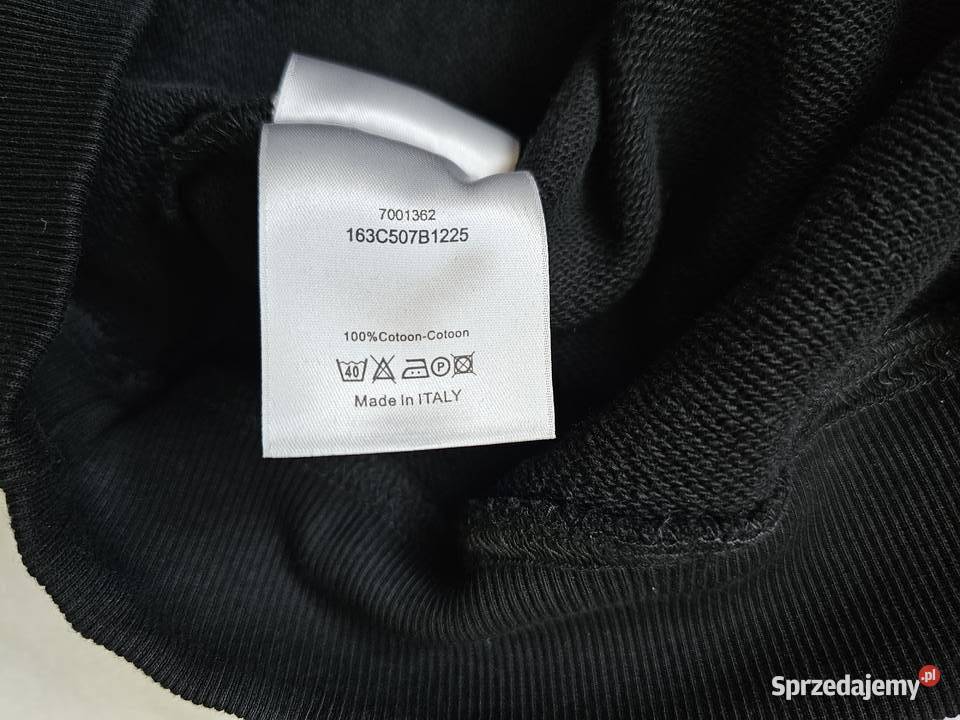 7001362
163C507B1225
100%Cotoon-Cotoon
40 P
Made In ITALY
Sprzedajemy.pl